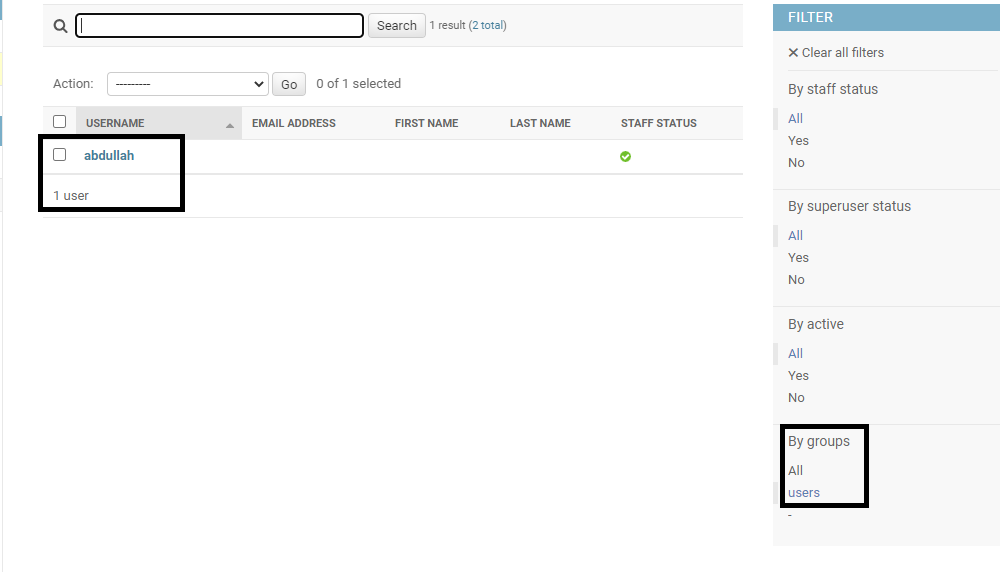 Search 1 result (2 total)
Action: --------- Go 0 of 1 selected
USERNAME EMAIL ADDRESS FIRST NAME LAST NAME STAFF STATUS
abdullah
1 user
FILTER
✕ Clear all filters
By staff status
All
Yes
No
By superuser status
All
Yes
No
By active
All
Yes
No
By groups
All
users
-